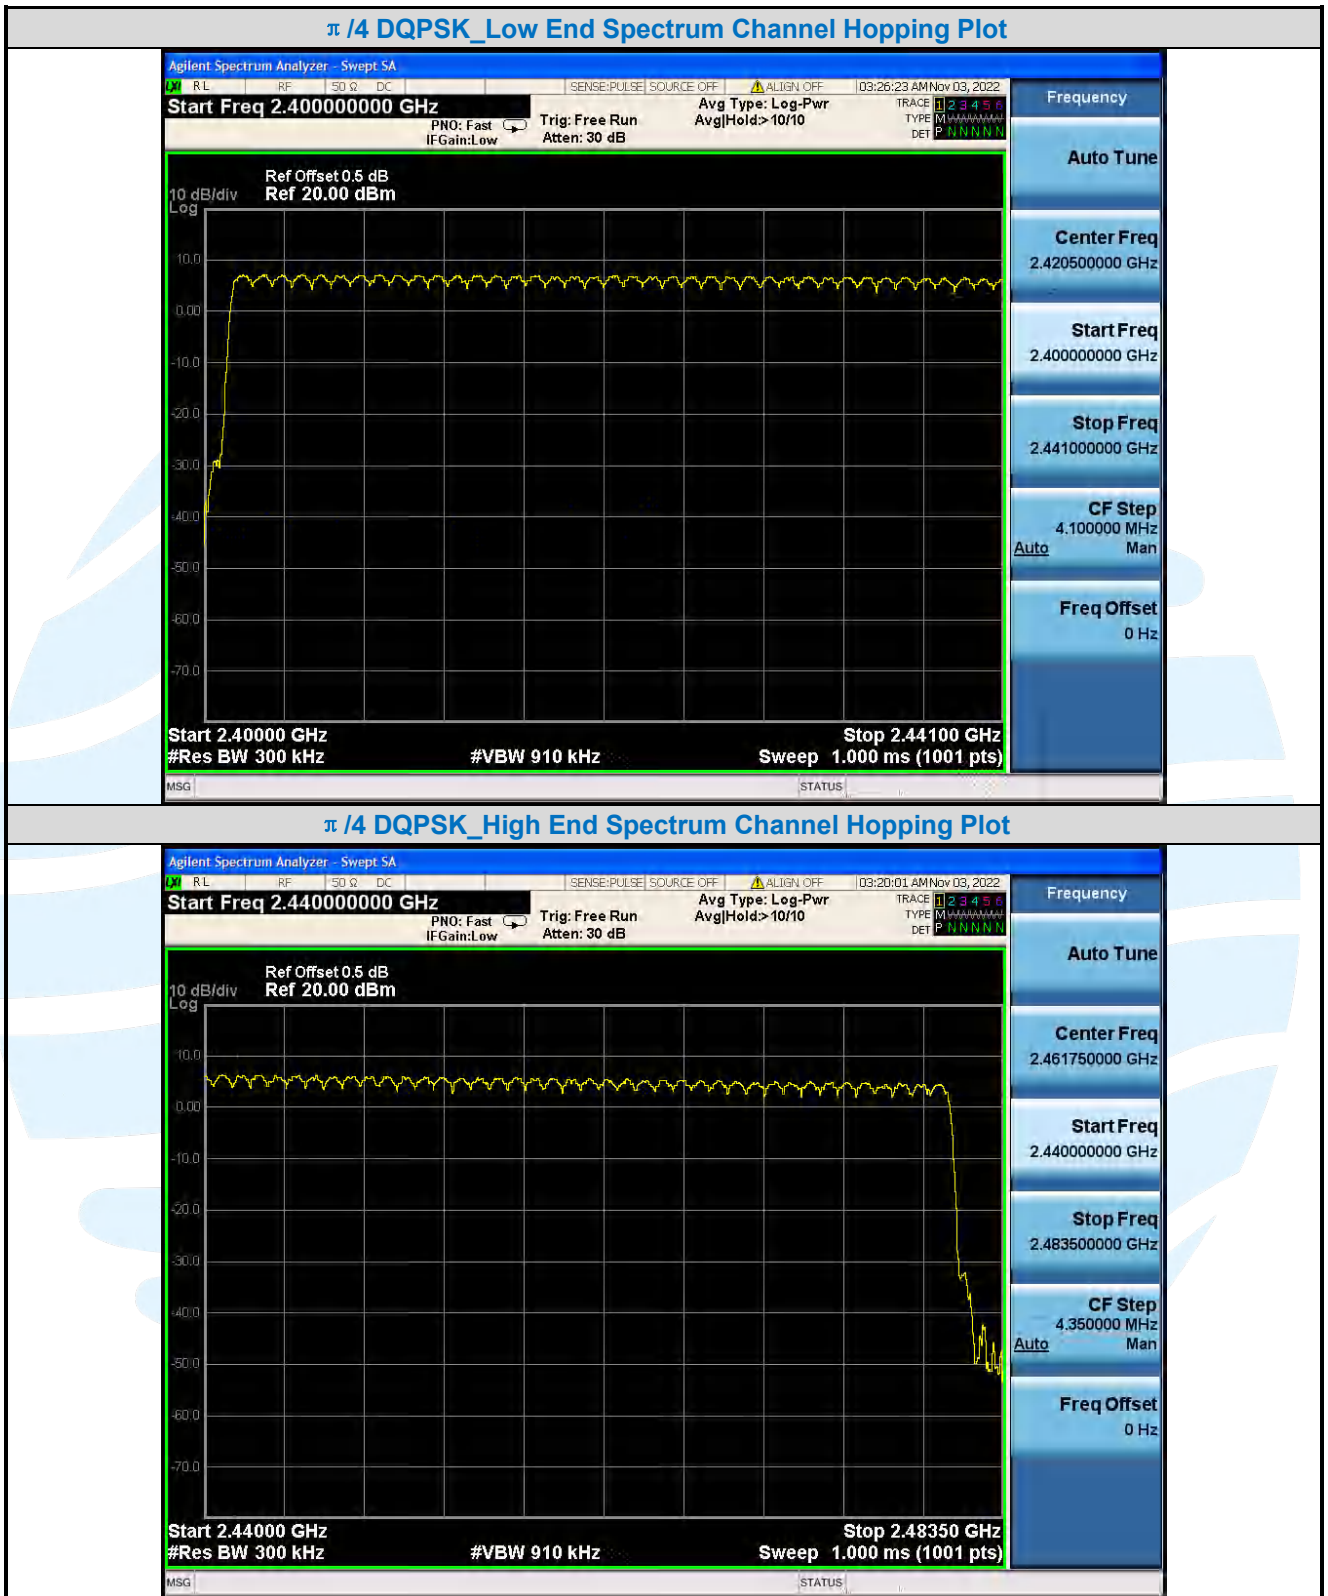 π /4 DQPSK_Low End Spectrum Channel Hopping Plot
Agilent Spectrum Analyzer - Swept SA
LXI RL RF 50 Ω DC SENSE:PULSE SOURCE OFF ALIGN OFF 03:26:23 AM Nov 03, 2022
Start Freq 2.400000000 GHz
PNO: Fast
IFGain:Low
Trig: Free Run
Atten: 30 dB
Avg Type: Log-Pwr
Avg|Hold:>10/10
TRACE 1 2 3 4 5 6
TYPE M
DET P N N N N N
Ref Offset 0.5 dB
10 dB/div Ref 20.00 dBm
Log
10.0
0.00
-10.0
-20.0
-30.0
-40.0
-50.0
-60.0
-70.0
Start 2.40000 GHz Stop 2.44100 GHz
#Res BW 300 kHz #VBW 910 kHz Sweep 1.000 ms (1001 pts)
MSG STATUS
Frequency
Auto Tune
Center Freq
2.420500000 GHz
Start Freq
2.400000000 GHz
Stop Freq
2.441000000 GHz
CF Step
4.100000 MHz
Auto Man
Freq Offset
0 Hz
π /4 DQPSK_High End Spectrum Channel Hopping Plot
Agilent Spectrum Analyzer - Swept SA
LXI RL RF 50 Ω DC SENSE:PULSE SOURCE OFF ALIGN OFF 03:20:01 AM Nov 03, 2022
Start Freq 2.440000000 GHz
PNO: Fast
IFGain:Low
Trig: Free Run
Atten: 30 dB
Avg Type: Log-Pwr
Avg|Hold:>10/10
TRACE 1 2 3 4 5 6
TYPE M
DET P N N N N N
Ref Offset 0.5 dB
10 dB/div Ref 20.00 dBm
Log
10.0
0.00
-10.0
-20.0
-30.0
-40.0
-50.0
-60.0
-70.0
Start 2.44000 GHz Stop 2.48350 GHz
#Res BW 300 kHz #VBW 910 kHz Sweep 1.000 ms (1001 pts)
MSG STATUS
Frequency
Auto Tune
Center Freq
2.461750000 GHz
Start Freq
2.440000000 GHz
Stop Freq
2.483500000 GHz
CF Step
4.350000 MHz
Auto Man
Freq Offset
0 Hz